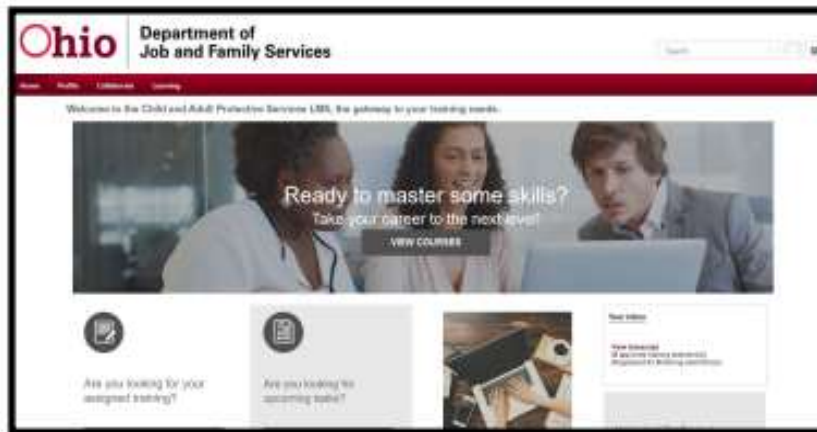 Ohio
Department of
Job and Family Services
Search
Home Profile Collaborate Learning
Welcome to the Child and Adult Protective Services LMS, the gateway to your training needs.
Ready to master some skills?
Take your career to the next level!
VIEW COURSES
Your Inbox
View transcript
Are you looking for your
assigned training?
Are you looking for
upcoming tasks?